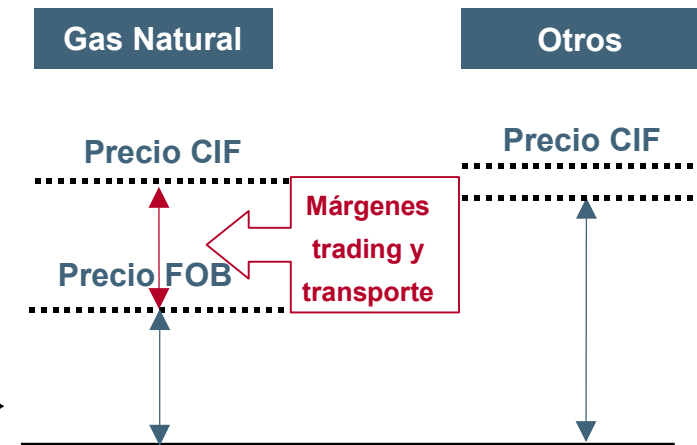 Gas Natural
Otros
Precio CIF
Precio CIF
Márgenes
trading y
transporte
Precio FOB